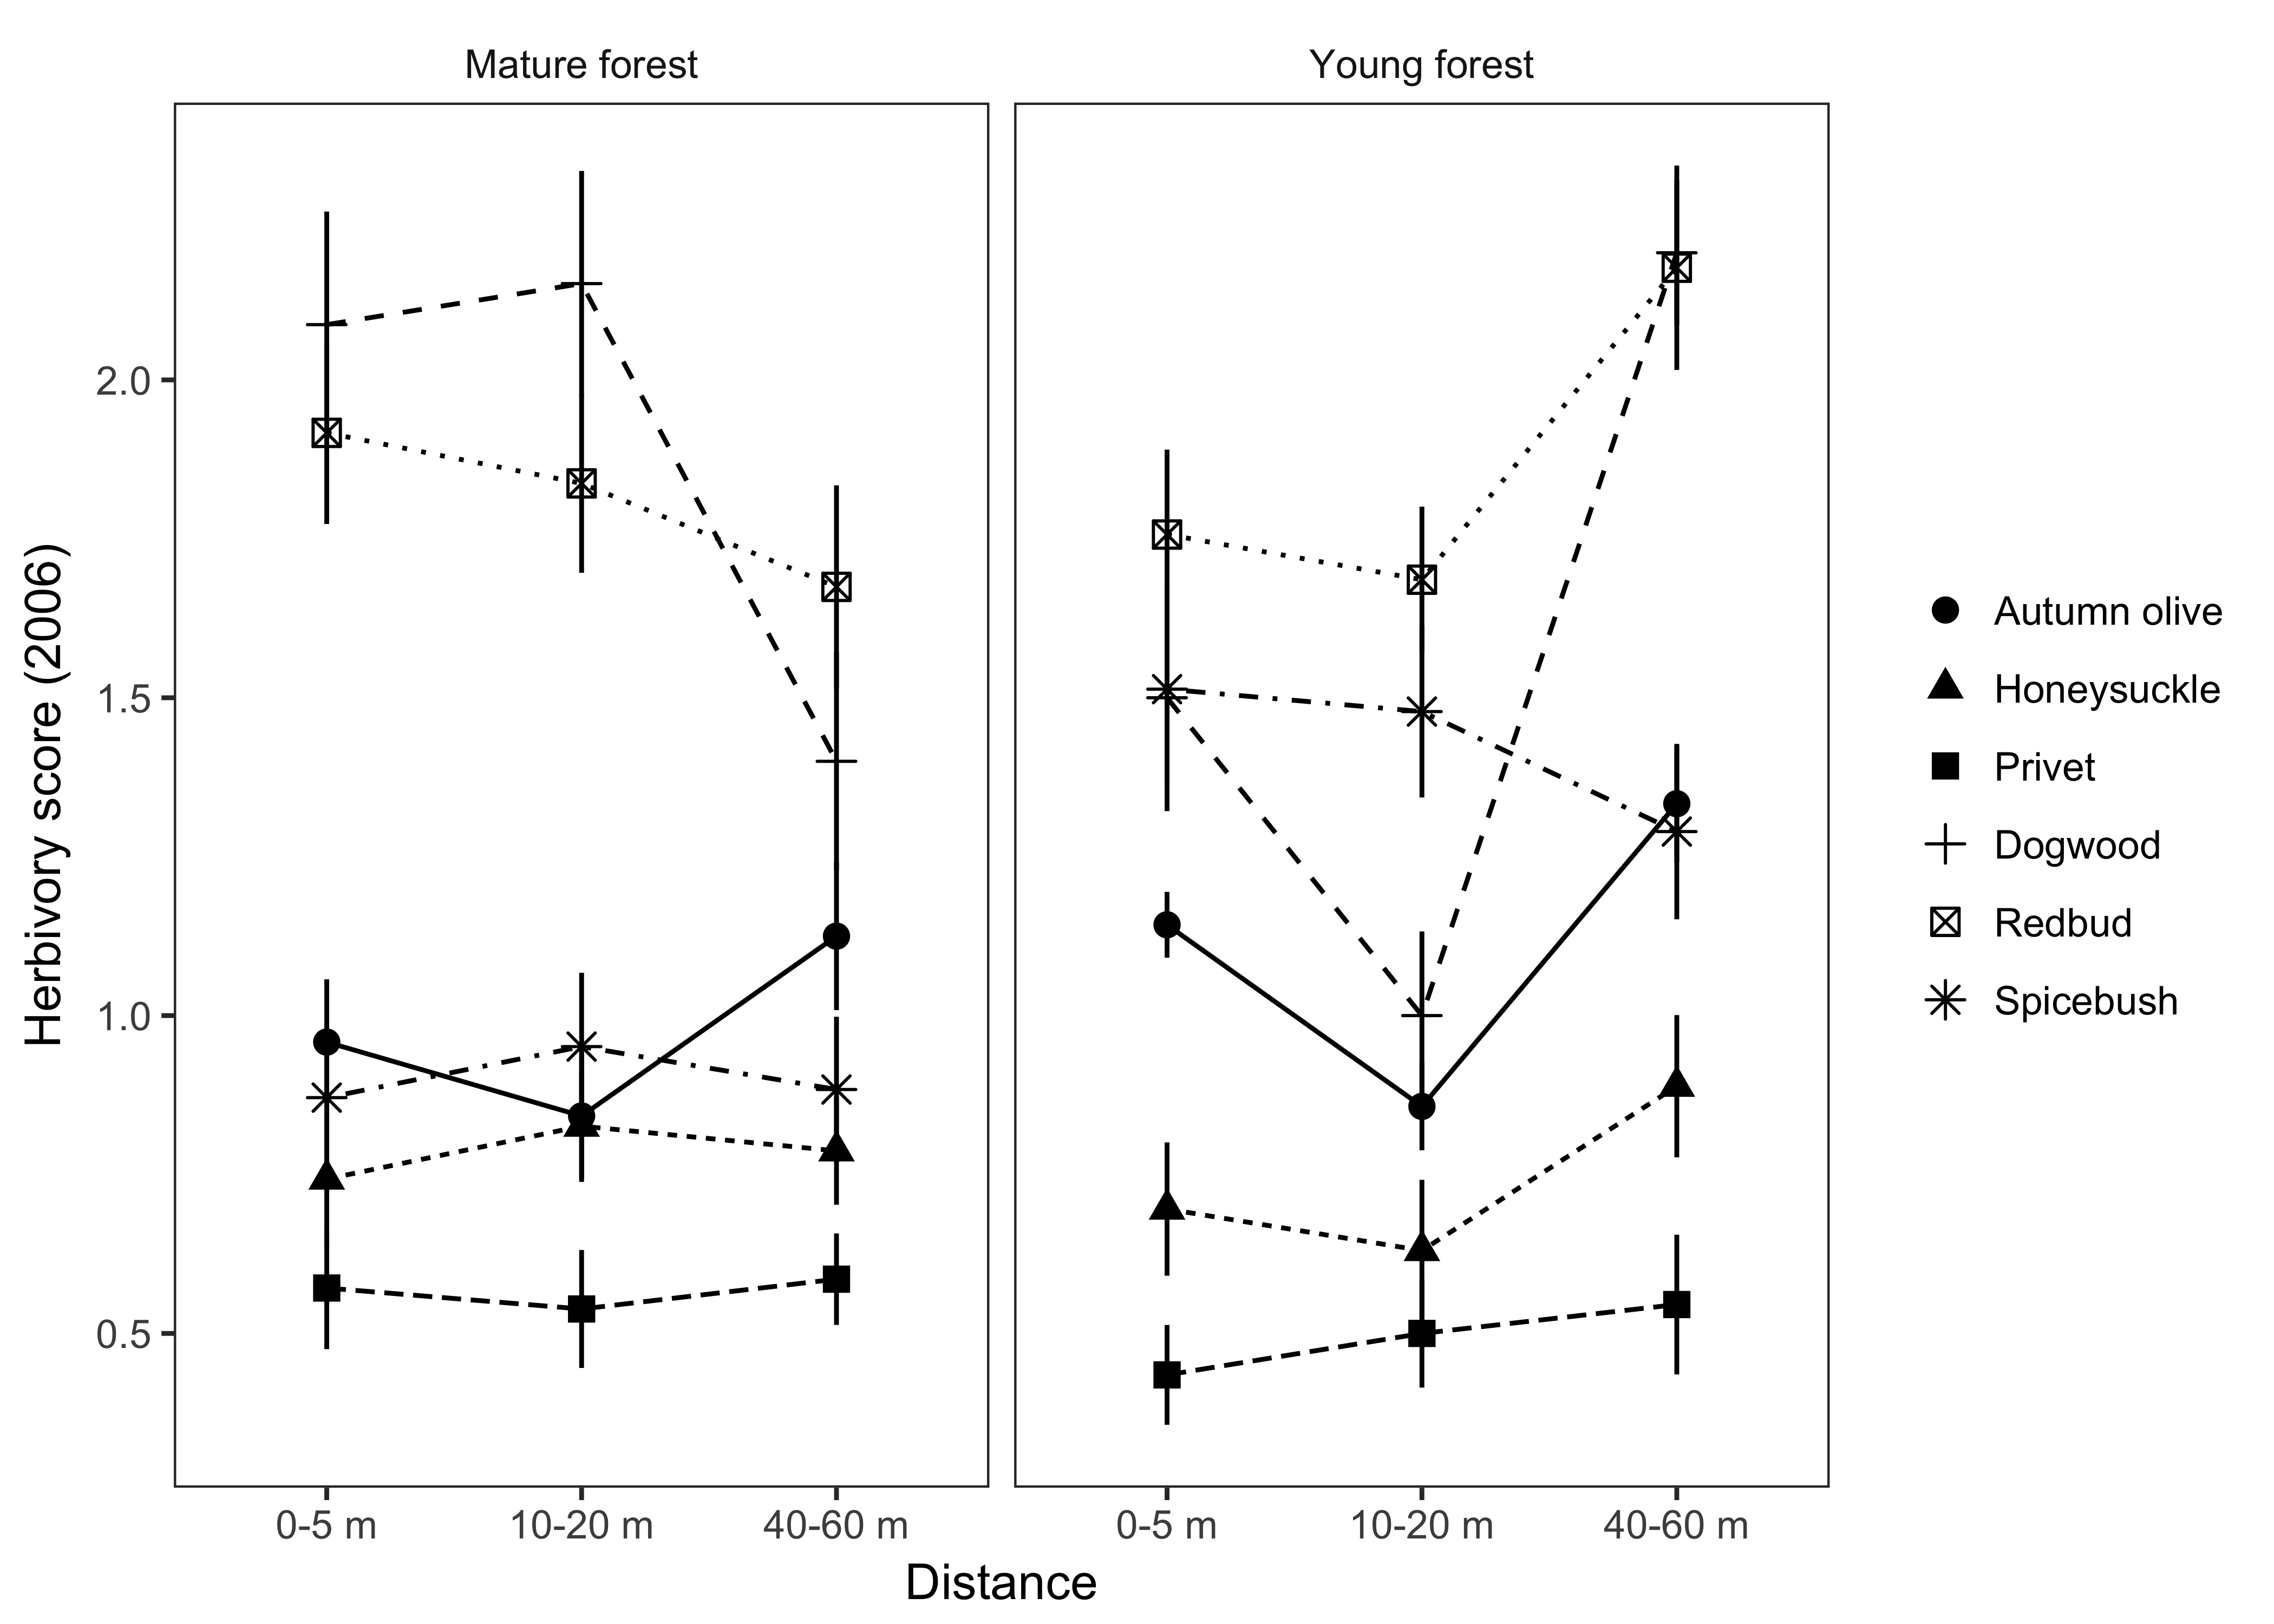 Mature forest
Young forest
Herbivory score (2006)
2.0
1.5
1.0
0.5
0-5 m
10-20 m
40-60 m
0-5 m
10-20 m
40-60 m
Distance
Autumn olive
Honeysuckle
Privet
Dogwood
Redbud
Spicebush